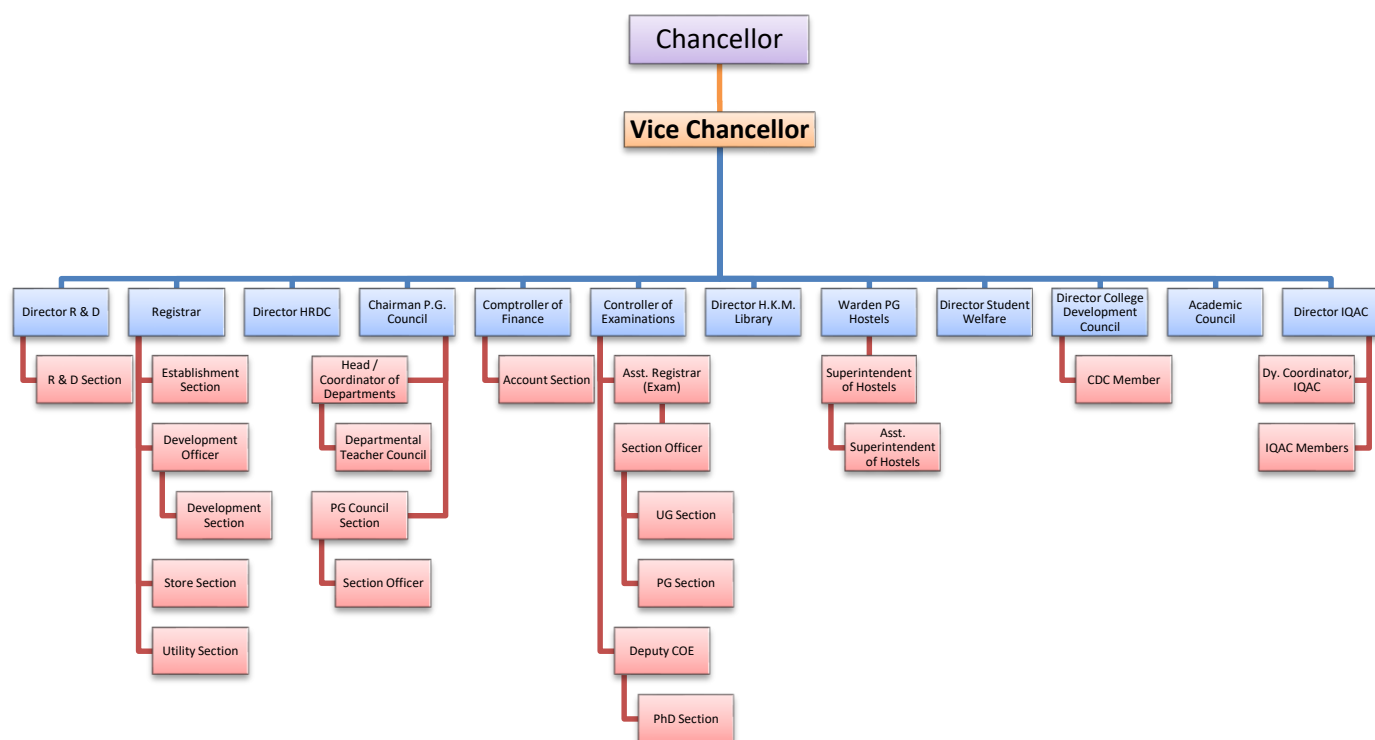 Chancellor
Vice Chancellor
Director R & D
Registrar
Director HRDC
Chairman P.G.
Council
Comptroller of
Finance
Controller of
Examinations
Director H.K.M.
Library
Warden PG
Hostels
Director Student
Welfare
Director College
Development
Council
Academic
Council
Director IQAC
R & D Section
Establishment
Section
Development
Officer
Development
Section
Store Section
Utility Section
Head /
Coordinator of
Departments
Departmental
Teacher Council
PG Council
Section
Section Officer
Account Section
Asst. Registrar
(Exam)
Section Officer
UG Section
PG Section
Deputy COE
PhD Section
Superintendent
of Hostels
Asst.
Superintendent
of Hostels
CDC Member
Dy. Coordinator,
IQAC
IQAC Members